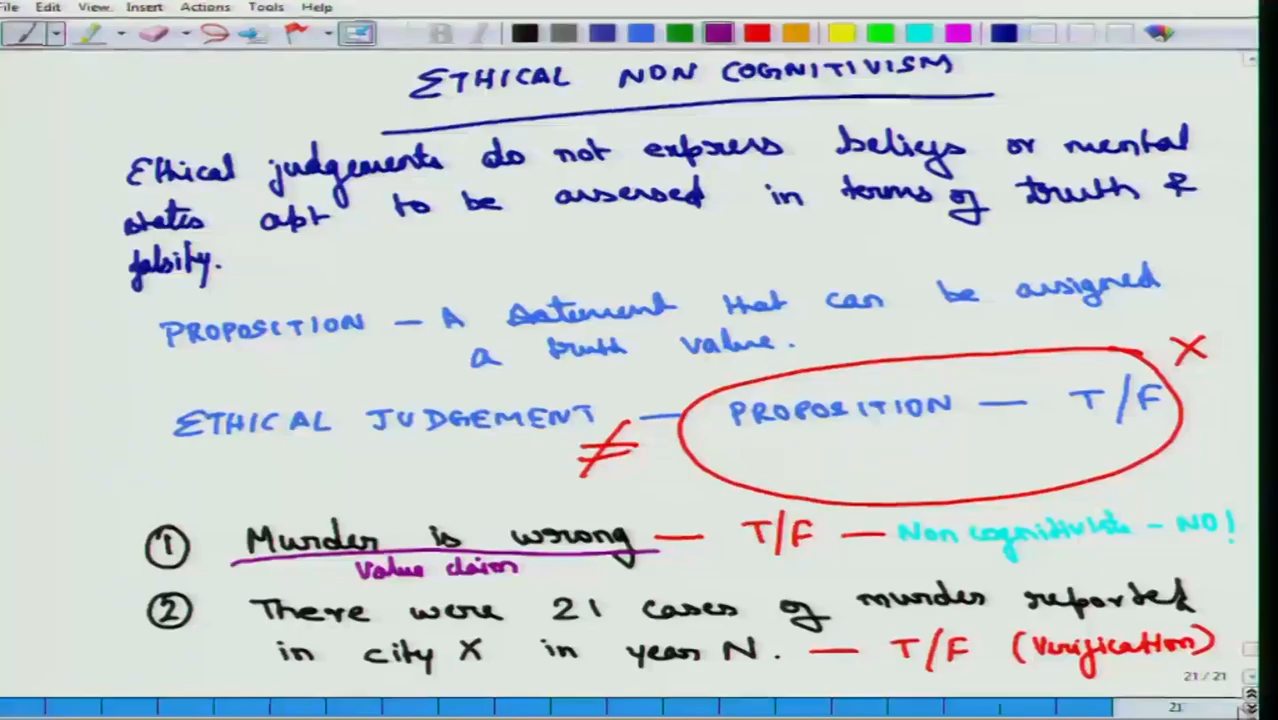 File Edit View Insert Actions Tools Help
ETHICAL NON COGNITIVISM
Ethical judgements do not express beliefs or mental
states apt to be assessed in terms of truth &
falsity.
PROPOSITION – A statement that can be assigned
a truth value.
X
ETHICAL JUDGEMENT — PROPOSITION — T/F
≠
① Murder is wrong — T/F — Non cognitivists - NO!
Value claim
② There were 21 cases of murder reported
in city X in year N. — T/F (Verification)
21/21
21